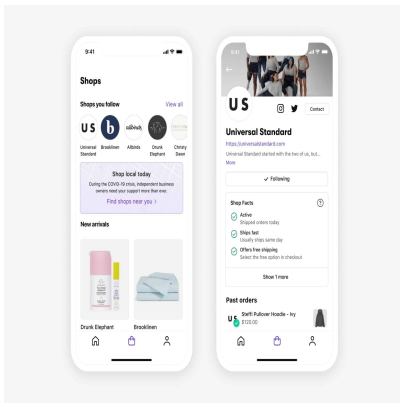 9:41
Shops
Shops you follow
View all
U S
b
allbirds
Universal Standard
Brooklinen
Allbirds
Drunk Elephant
Christy Dawn
Shop local today
During the COVID-19 crisis, independent business
owners need your support more than ever.
Find shops near you >
New arrivals
Drunk Elephant
Brooklinen
9:41
U S
Contact
Universal Standard
https://universalstandard.com
Universal Standard started with the two of us, but...
More
Following
Shop Facts
?
Active
Shipped orders today
Ships fast
Usually ships same day
Offers free shipping
Select the free option in checkout
Show 1 more
Past orders
U S
Steffi Pullover Hoodie - Ivy
$120.00